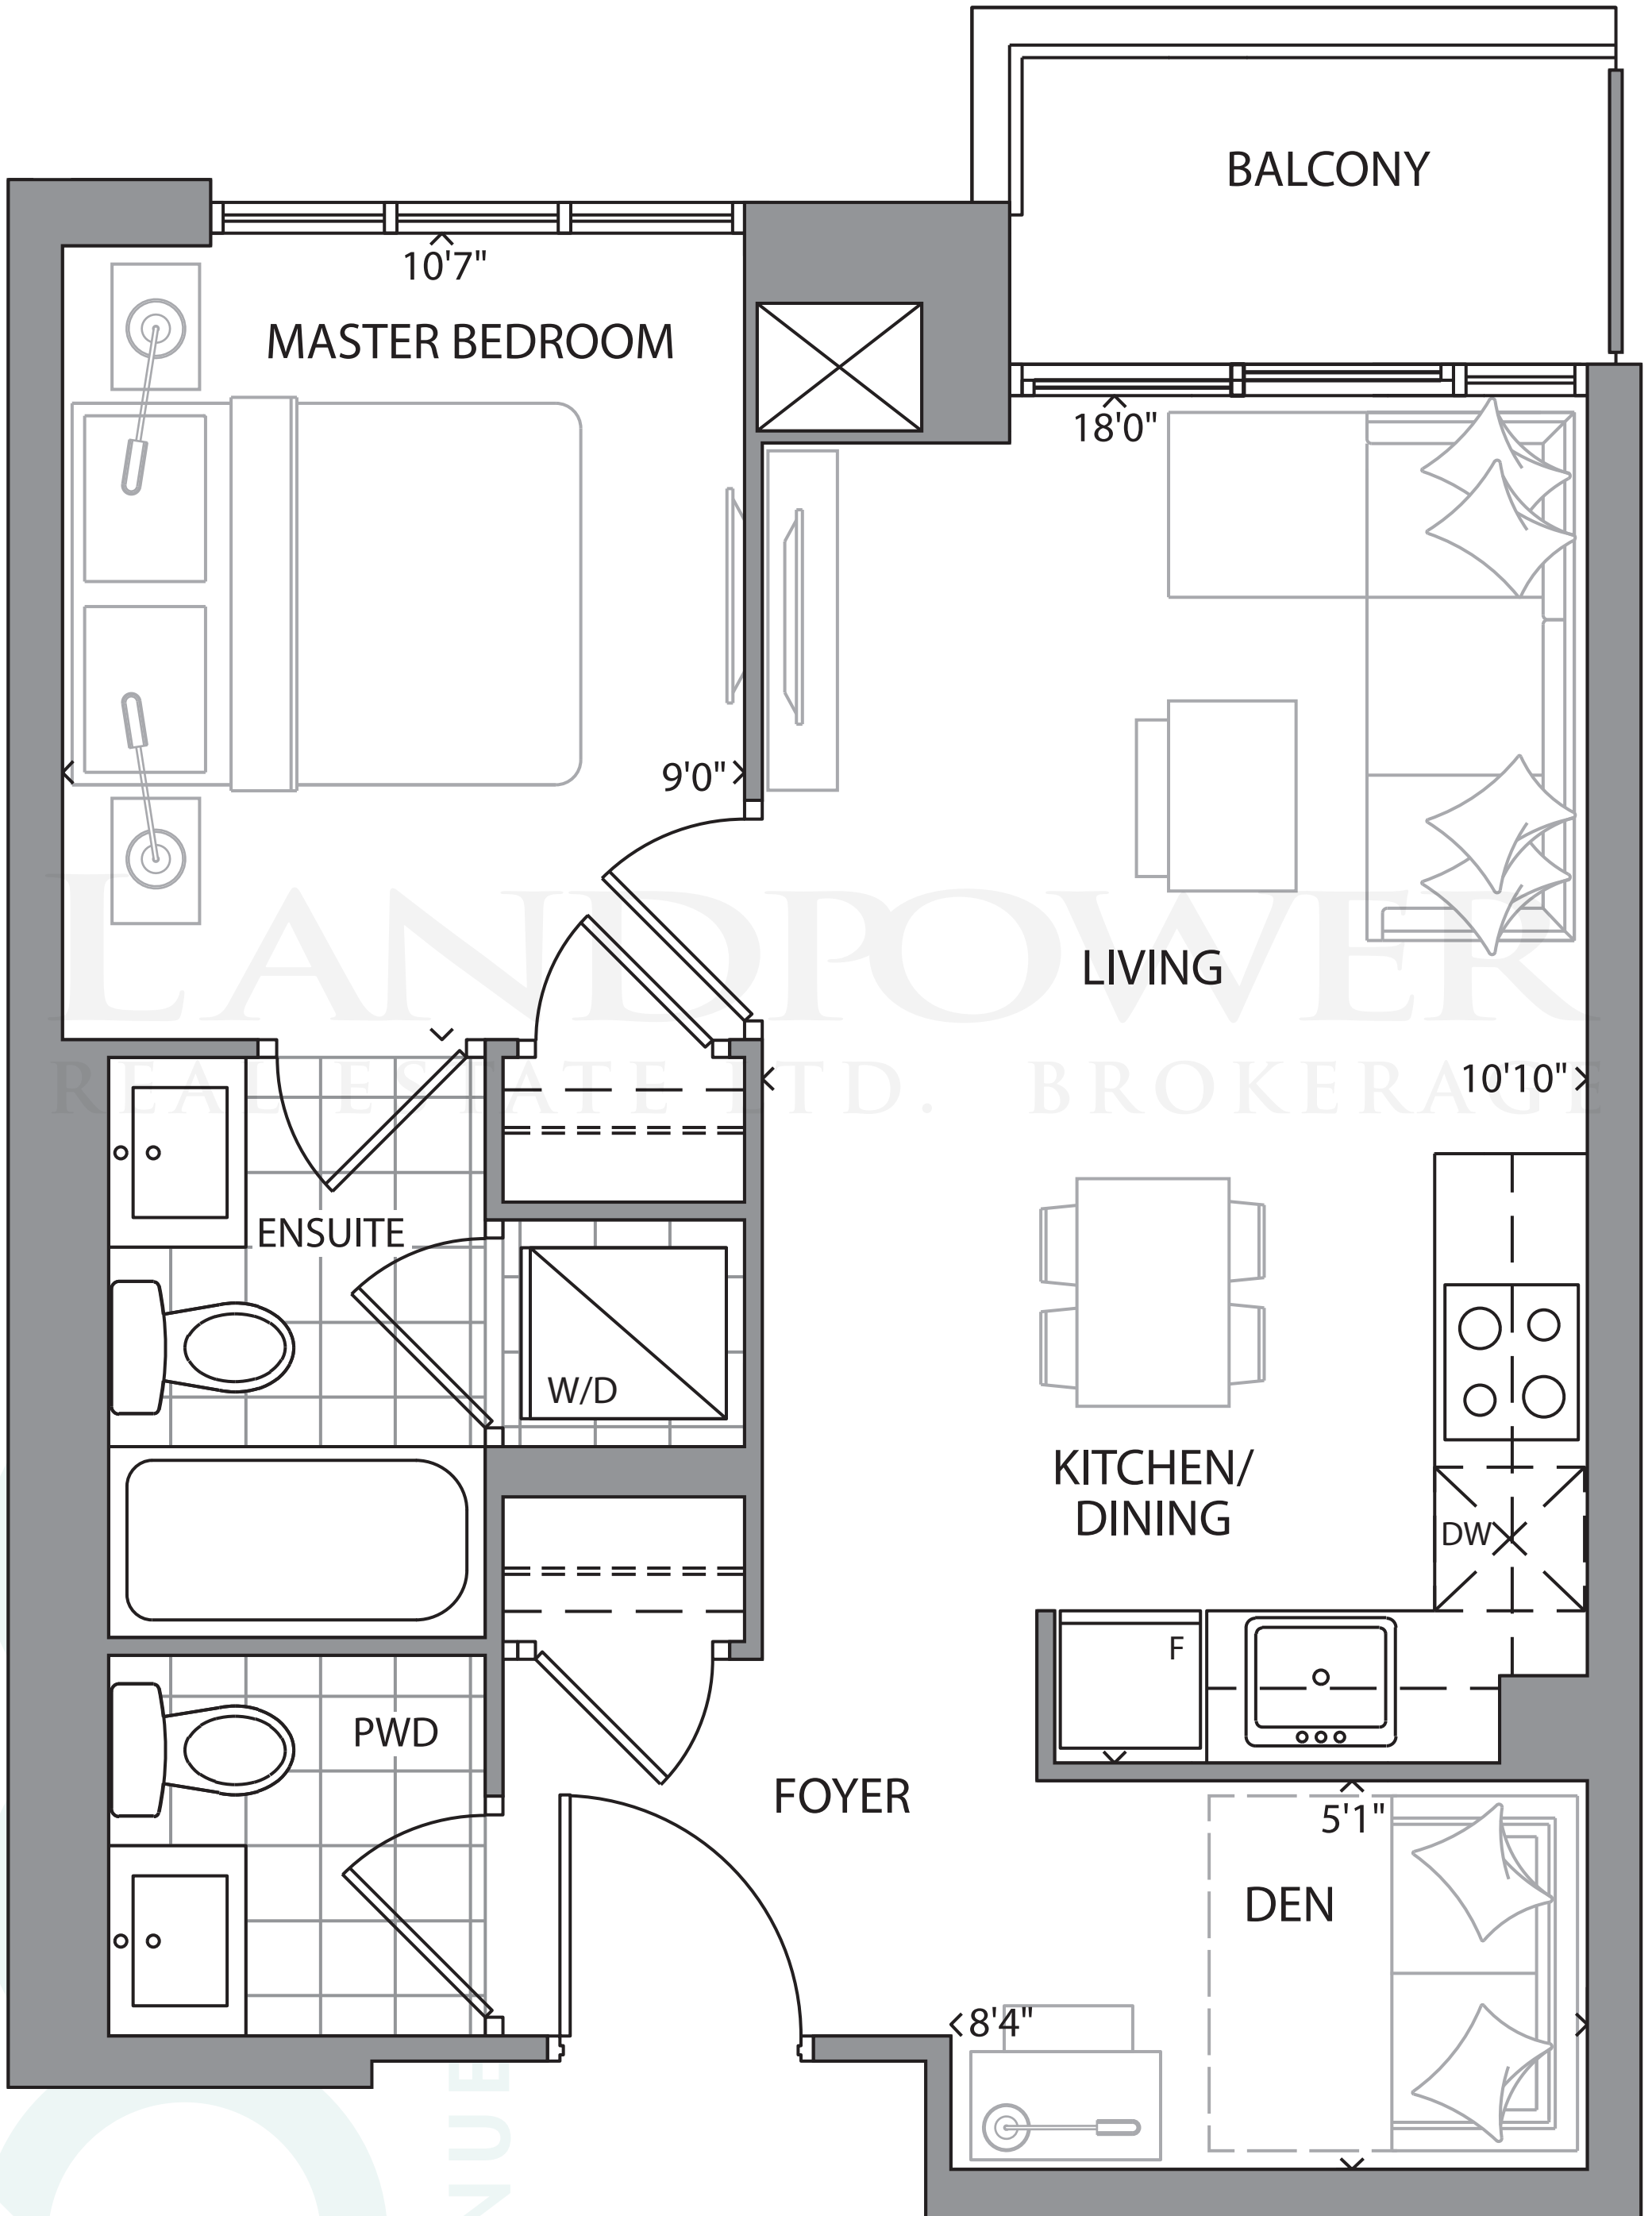 BALCONY
10'7"
MASTER BEDROOM
18'0"
9'0"
LANDPOWER
LIVING
REAL ESTATE LTD. BROKERAGE
10'10"
ENSUITE
W/D
KITCHEN/
DINING
DW
F
PWD
FOYER
5'1"
DEN
8'4"
NUE